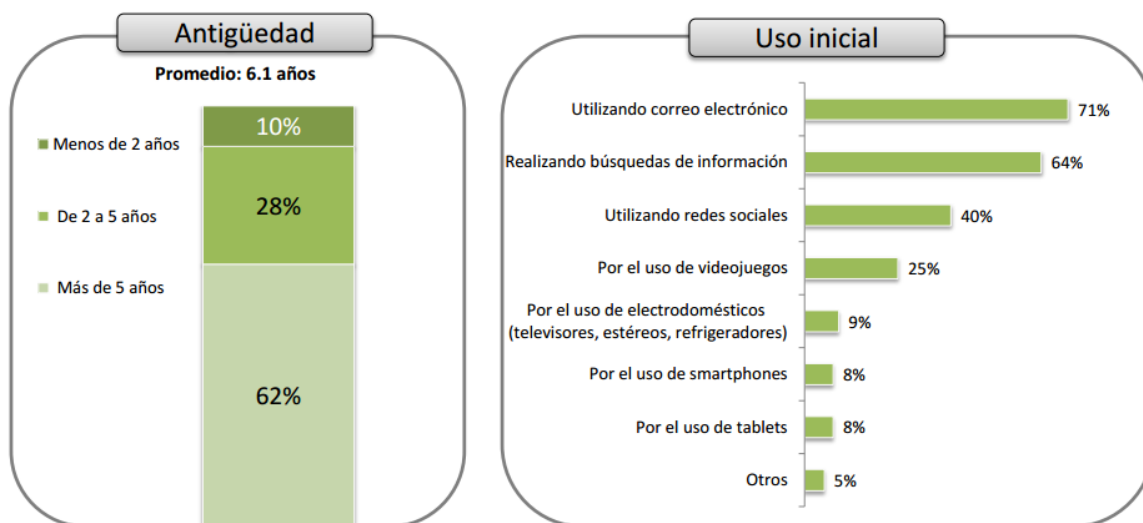 Antigüedad
Promedio: 6.1 años
Menos de 2 años
De 2 a 5 años
Más de 5 años
10%
28%
62%
Uso inicial
Utilizando correo electrónico
71%
Realizando búsquedas de información
64%
Utilizando redes sociales
40%
Por el uso de videojuegos
25%
Por el uso de electrodomésticos
(televisores, estéreos, refrigeradores)
9%
Por el uso de smartphones
8%
Por el uso de tablets
8%
Otros
5%